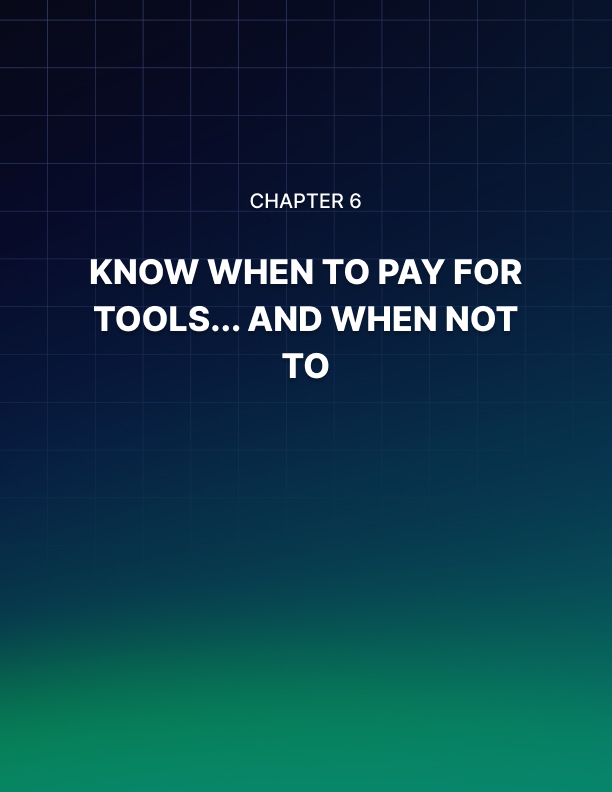 CHAPTER 6
KNOW WHEN TO PAY FOR
TOOLS... AND WHEN NOT
TO